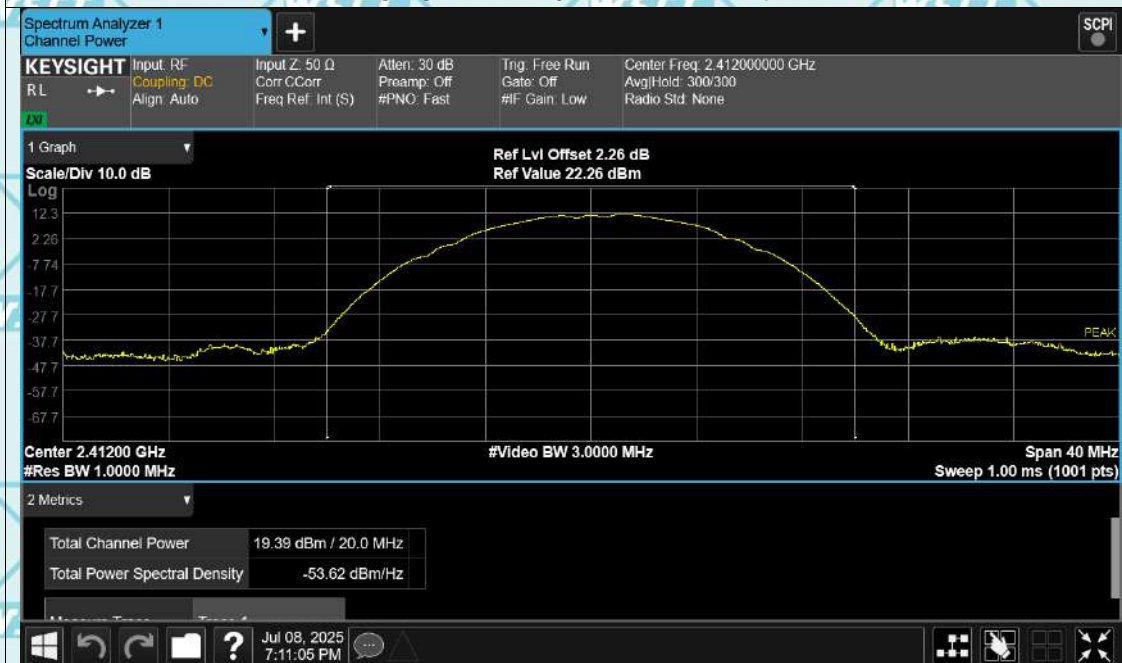 Spectrum Analyzer 1
Channel Power
+
SCPI
KEYSIGHT
RL
LXI
Input: RF
Coupling: DC
Align: Auto
Input Z: 50 Ω
Corr CCorr
Freq Ref: Int (S)
Atten: 30 dB
Preamp: Off
#PNO: Fast
Trig: Free Run
Gate: Off
#IF Gain: Low
Center Freq: 2.412000000 GHz
Avg|Hold: 300/300
Radio Std: None
1 Graph
Scale/Div 10.0 dB
Ref Lvl Offset 2.26 dB
Ref Value 22.26 dBm
Log
12.3
2.26
-7.74
-17.7
-27.7
-37.7
-47.7
-57.7
-67.7
PEAK
Center 2.41200 GHz
#Video BW 3.0000 MHz
Span 40 MHz
#Res BW 1.0000 MHz
Sweep 1.00 ms (1001 pts)
2 Metrics
Total Channel Power 19.39 dBm / 20.0 MHz
Total Power Spectral Density -53.62 dBm/Hz
?
Jul 08, 2025
7:11:05 PM